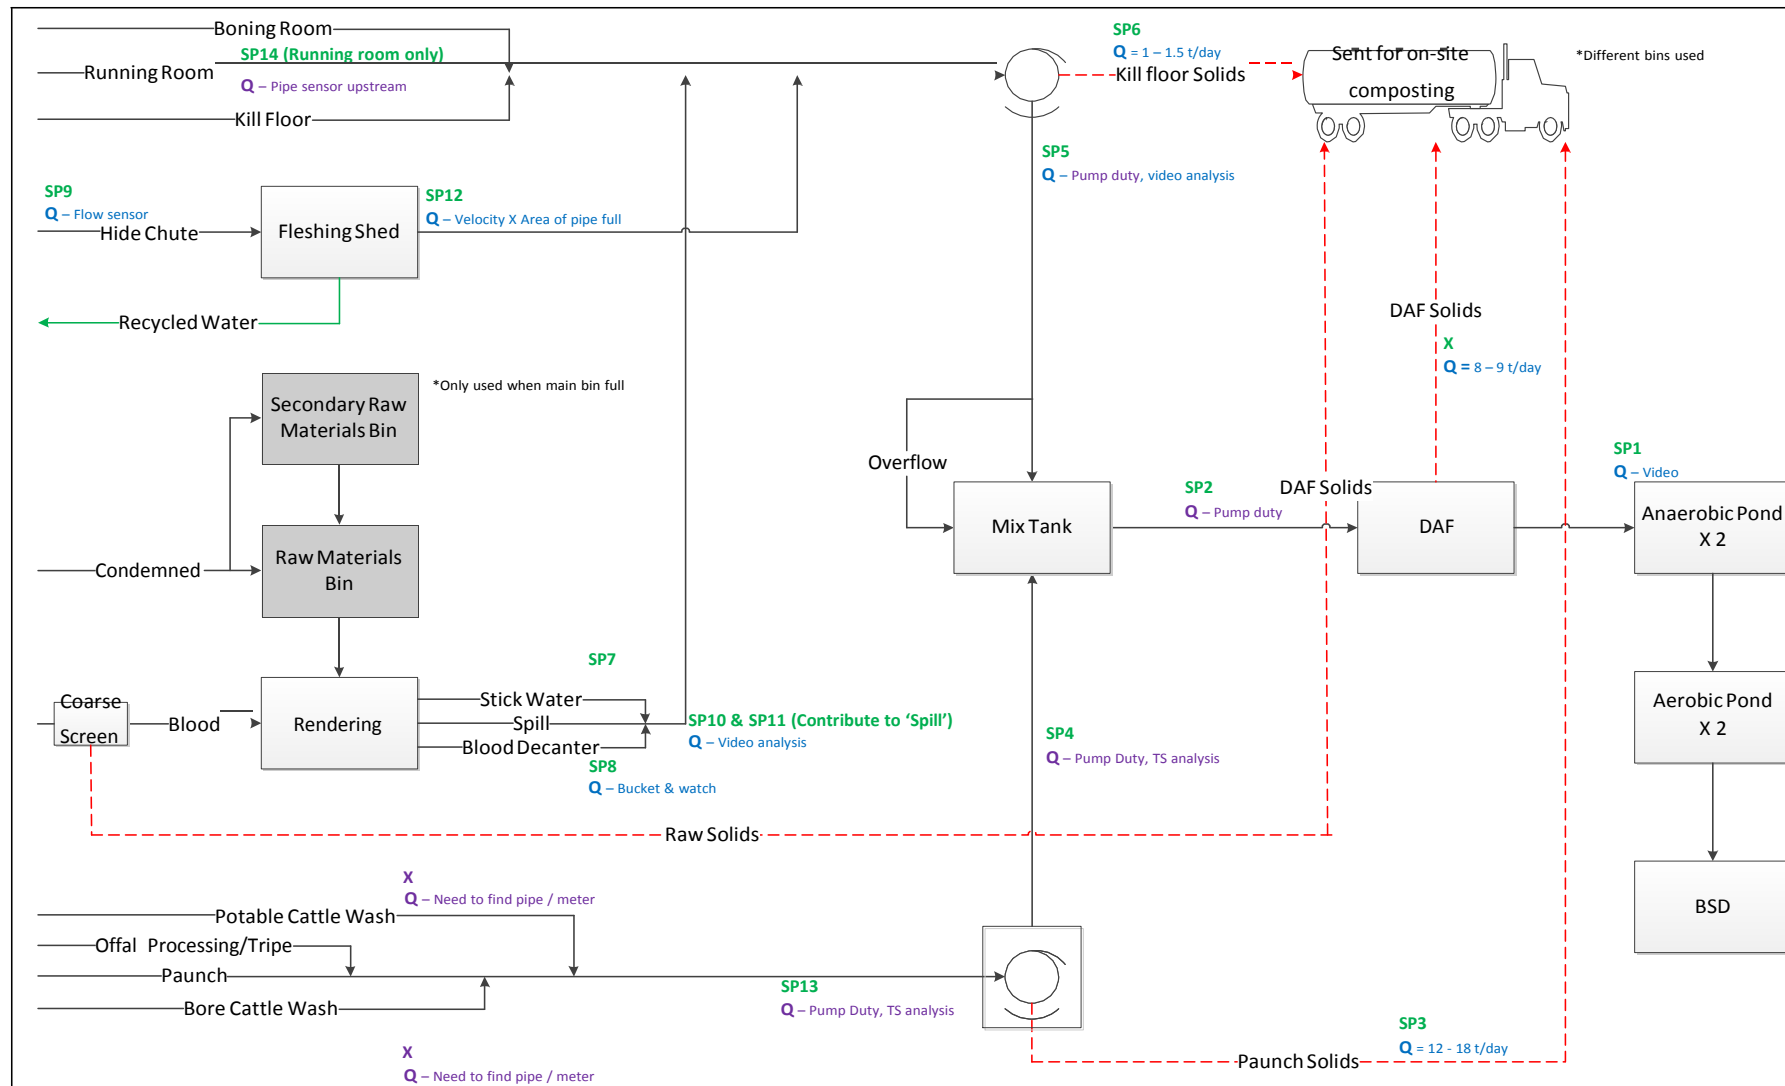 Boning Room
SP14 (Running room only)
Running Room
Q – Pipe sensor upstream
Kill Floor
SP6
Q = 1 – 1.5 t/day
Kill floor Solids
Sent for on-site
composting
*Different bins used
SP5
Q – Pump duty, video analysis
SP9
Q – Flow sensor
Hide Chute
Fleshing Shed
SP12
Q – Velocity X Area of pipe full
Recycled Water
DAF Solids
X
Q = 8 – 9 t/day
*Only used when main bin full
Secondary Raw
Materials Bin
Overflow
SP1
Q – Video
SP2
Q – Pump duty
DAF Solids
Mix Tank
DAF
Anaerobic Pond
X 2
Condemned
Raw Materials
Bin
SP7
Coarse
Screen
Blood
Rendering
Stick Water
Spill
Blood Decanter
SP10 & SP11 (Contribute to 'Spill')
Q – Video analysis
SP8
Q – Bucket & watch
Aerobic Pond
X 2
SP4
Q – Pump Duty, TS analysis
Raw Solids
X
Q – Need to find pipe / meter
Potable Cattle Wash
Offal Processing/Tripe
Paunch
Bore Cattle Wash
SP13
Q – Pump Duty, TS analysis
BSD
SP3
Q = 12 - 18 t/day
Paunch Solids
X
Q – Need to find pipe / meter